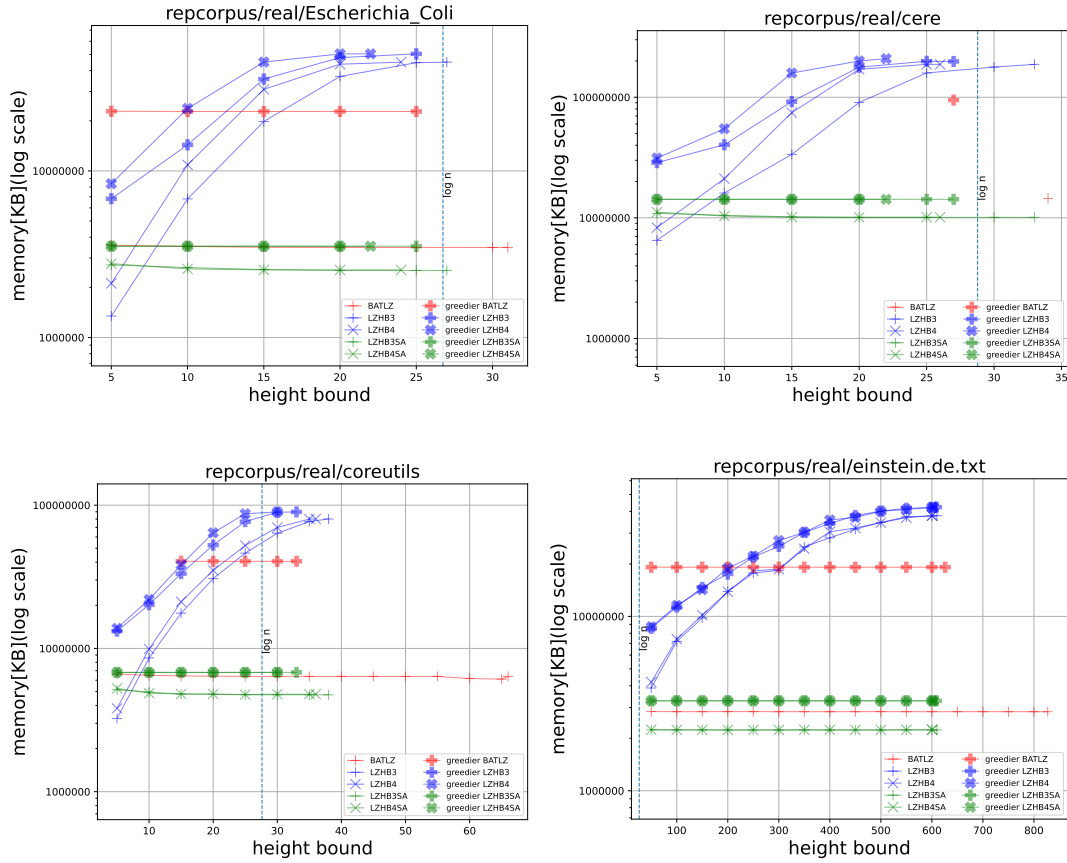 repcorpus/real/Escherichia_Coli
memory[KB](log scale)
10000000
1000000
log n
BATLZ
LZHB3
LZHB4
LZHB3SA
LZHB4SA
greedier BATLZ
greedier LZHB3
greedier LZHB4
greedier LZHB3SA
greedier LZHB4SA
5 10 15 20 25 30
height bound
repcorpus/real/cere
memory[KB](log scale)
100000000
10000000
1000000
log n
BATLZ
LZHB3
LZHB4
LZHB3SA
LZHB4SA
greedier BATLZ
greedier LZHB3
greedier LZHB4
greedier LZHB3SA
greedier LZHB4SA
5 10 15 20 25 30 35
height bound
repcorpus/real/coreutils
memory[KB](log scale)
100000000
10000000
1000000
log n
BATLZ
LZHB3
LZHB4
LZHB3SA
LZHB4SA
greedier BATLZ
greedier LZHB3
greedier LZHB4
greedier LZHB3SA
greedier LZHB4SA
10 20 30 40 50 60
height bound
repcorpus/real/einstein.de.txt
memory[KB](log scale)
10000000
1000000
log n
BATLZ
LZHB3
LZHB4
LZHB3SA
LZHB4SA
greedier BATLZ
greedier LZHB3
greedier LZHB4
greedier LZHB3SA
greedier LZHB4SA
100 200 300 400 500 600 700 800
height bound